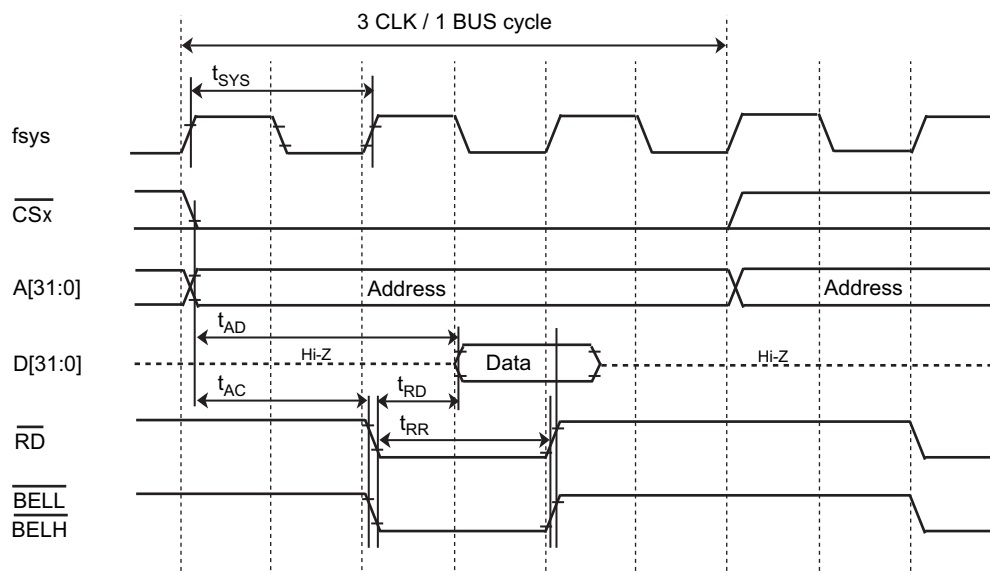 3 CLK / 1 BUS cycle
tSYS
fsys
CSx
A[31:0]
Address
Address
tAD
D[31:0]
Hi-Z
Data
Hi-Z
tAC
tRD
RD
tRR
BELL
BELH